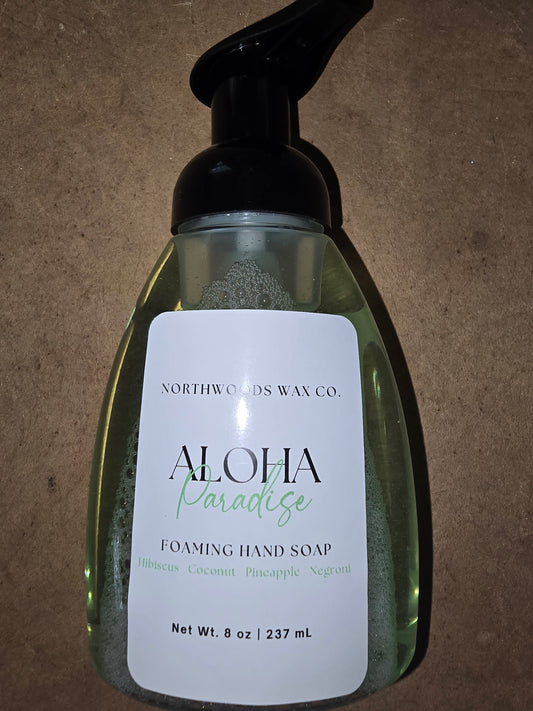 NORTHWOODS WAX CO.
ALOHA
Paradise
FOAMING HAND SOAP
Hibiscus Coconut Pineapple Negroni
Net Wt. 8 oz | 237 mL